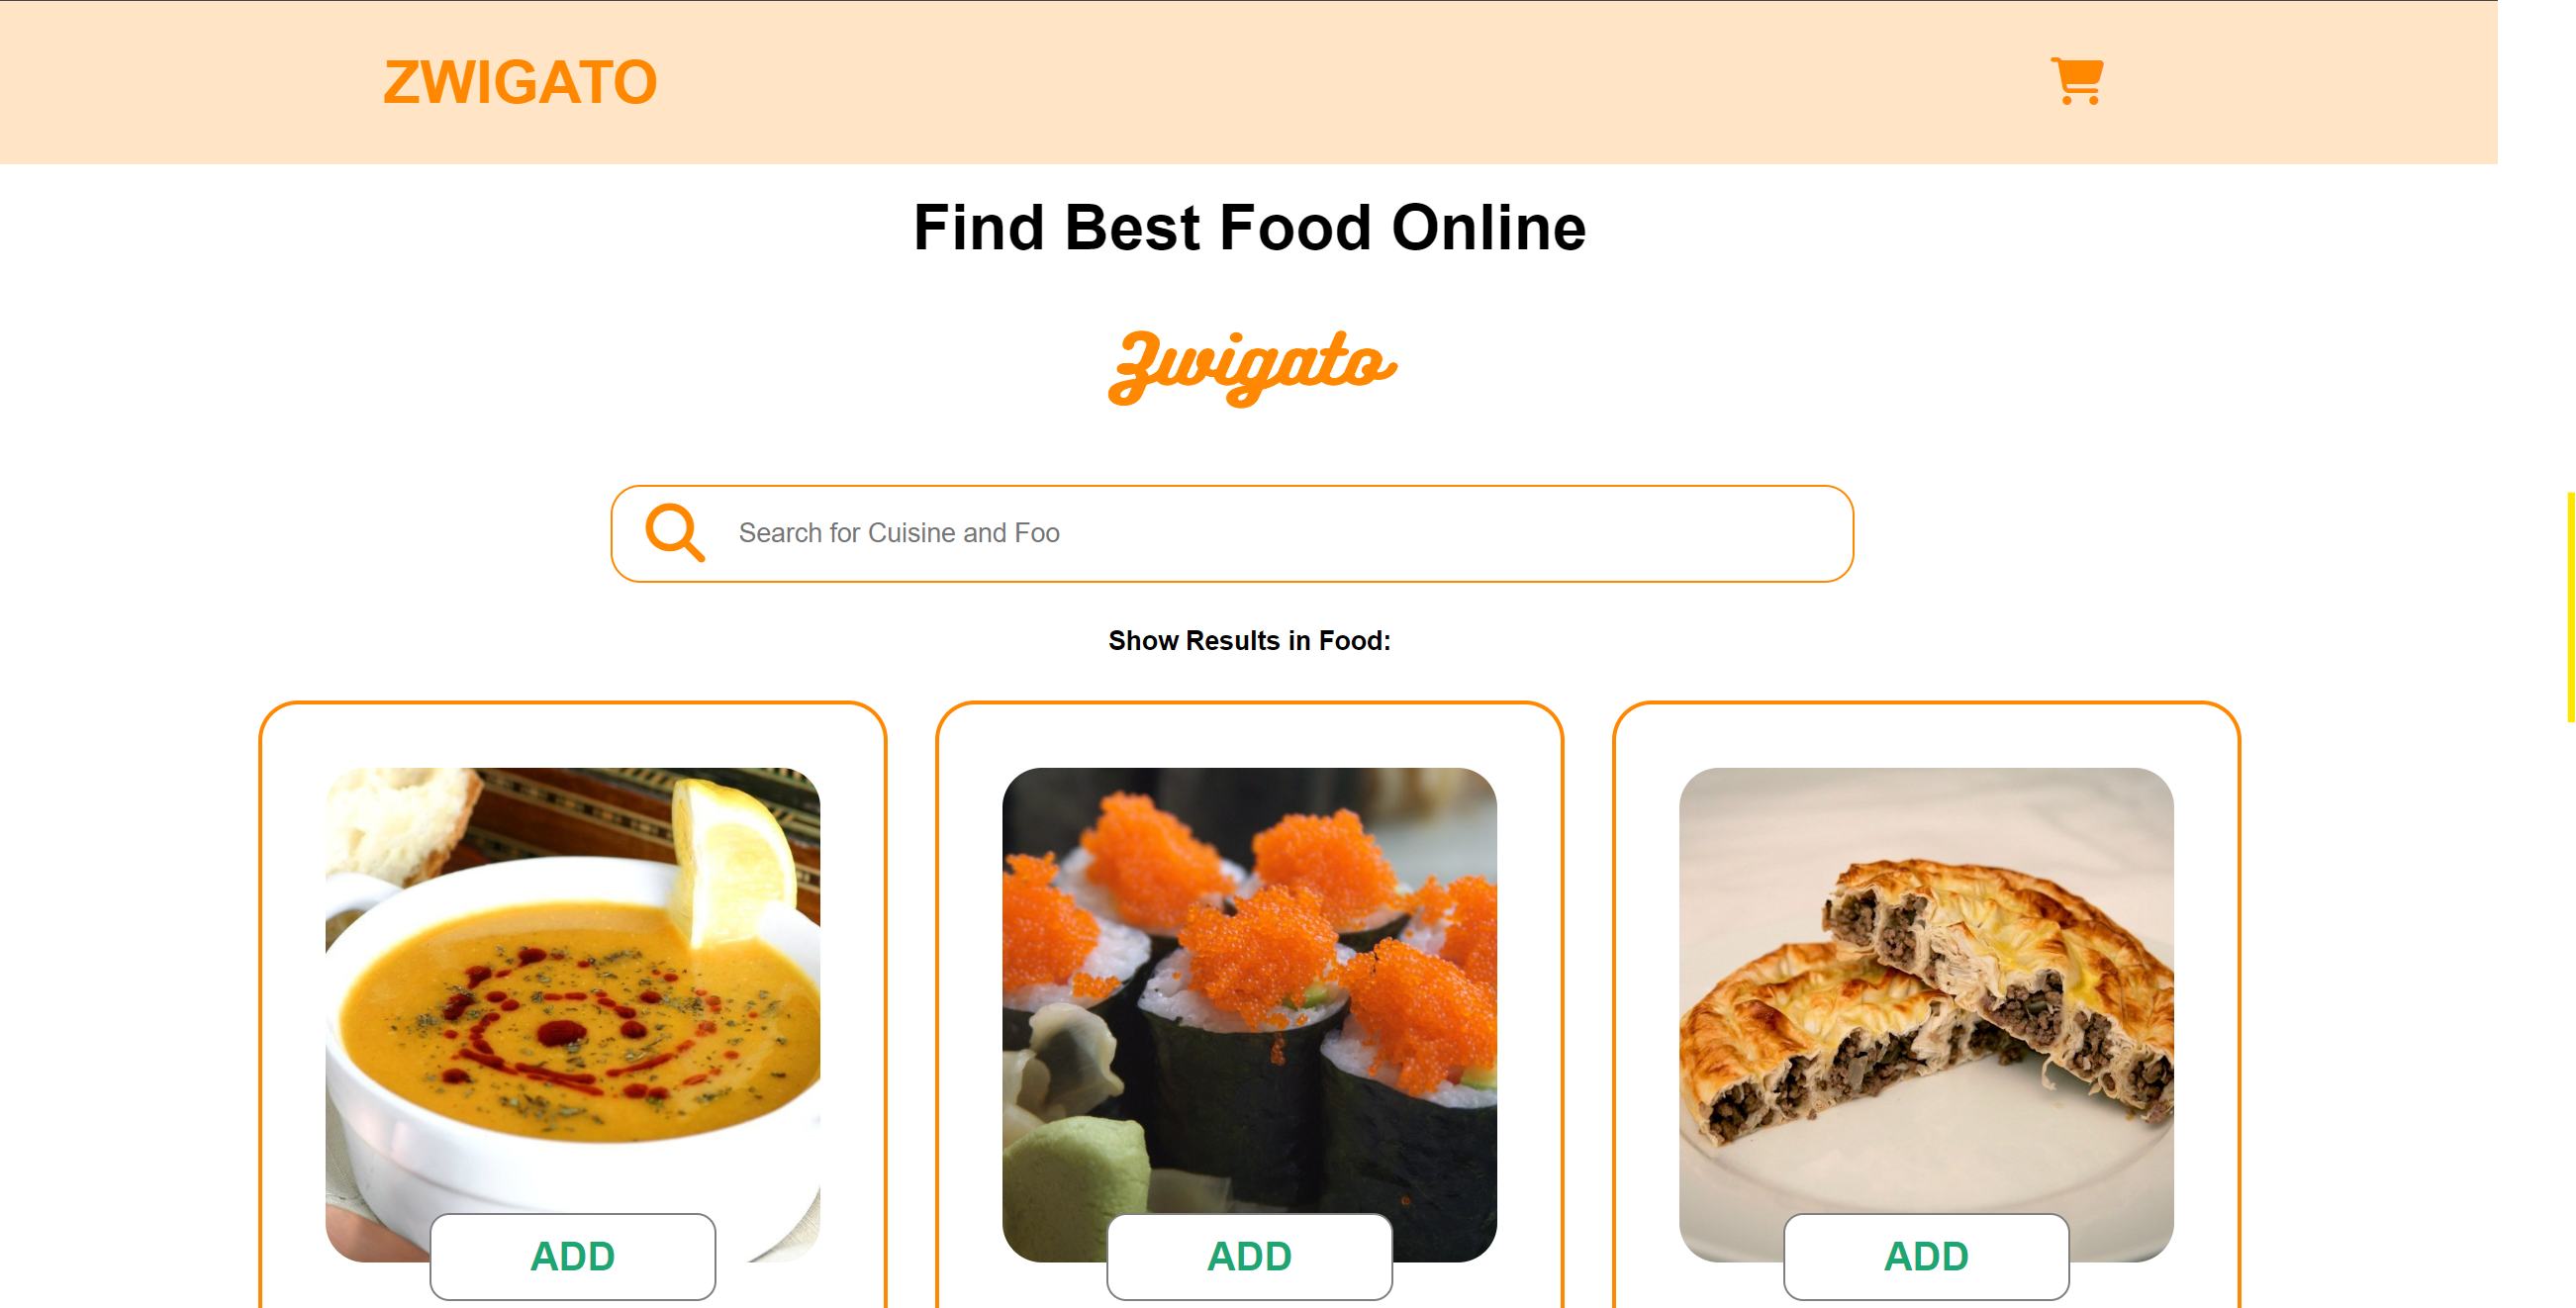 ZWIGATO
Find Best Food Online
Zwigato
Search for Cuisine and Foo
Show Results in Food:
ADD
ADD
ADD